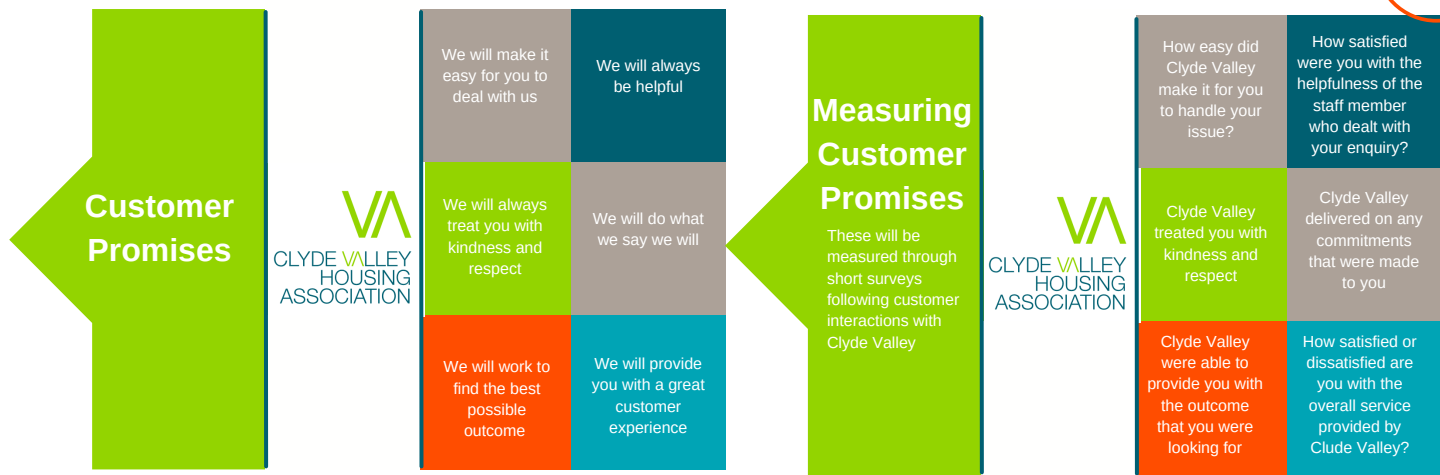 Customer
Promises
CLYDE VALLEY
HOUSING
ASSOCIATION
We will make it
easy for you to
deal with us
We will always
be helpful
We will always
treat you with
kindness and
respect
We will do what
we say we will
We will work to
find the best
possible
outcome
We will provide
you with a great
customer
experience
Measuring
Customer
Promises
These will be
measured through
short surveys
following customer
interactions with
Clyde Valley
CLYDE VALLEY
HOUSING
ASSOCIATION
How easy did
Clyde Valley
make it for you
to handle your
issue?
How satisfied
were you with the
helpfulness of the
staff member
who dealt with
your enquiry?
Clyde Valley
treated you with
kindness and
respect
Clyde Valley
delivered on any
commitments
that were made
to you
Clyde Valley
were able to
provide you with
the outcome
that you were
looking for
How satisfied or
dissatisfied are
you with the
overall service
provided by
Clude Valley?